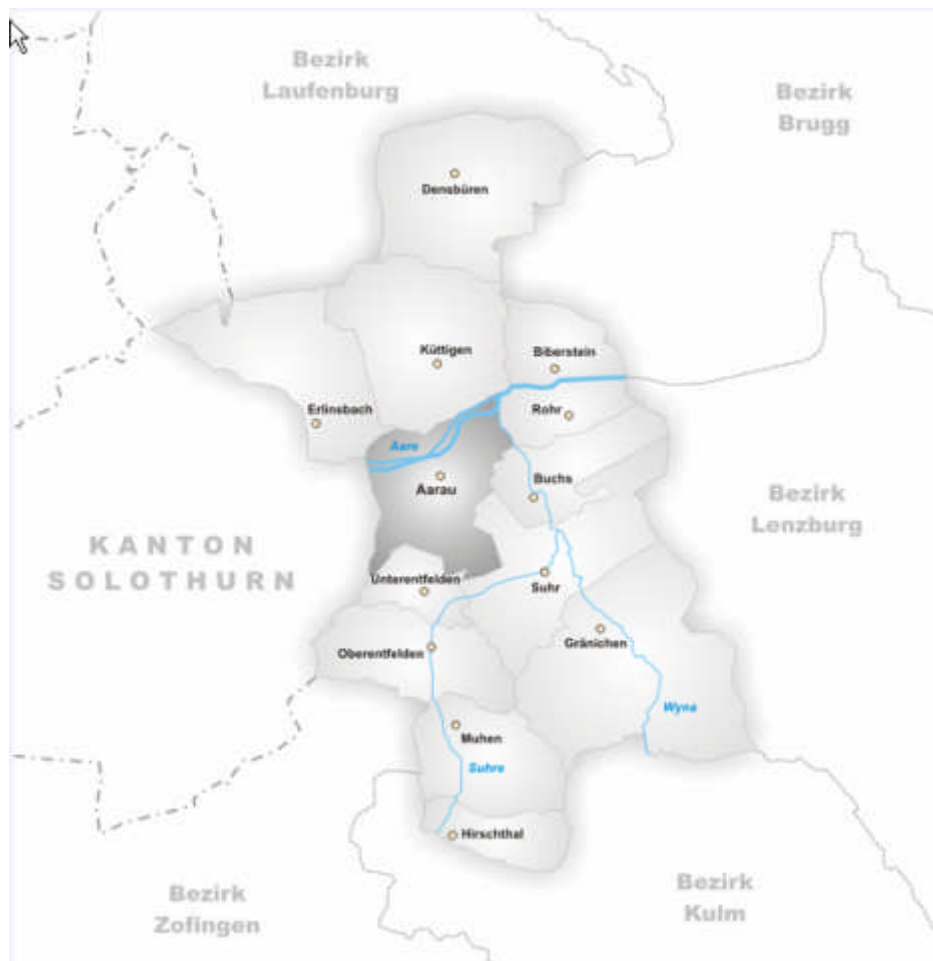 Bezirk
Laufenburg
Bezirk
Brugg
Densbüren
Küttigen
Biberstein
Erlinsbach
Rohr
Aare
Aarau
Buchs
Bezirk
Lenzburg
KANTON
SOLOTHURN
Unterentfelden
Suhr
Oberentfelden
Gränichen
Wyna
Muhen
Suhre
Hirschthal
Bezirk
Zofingen
Bezirk
Kulm